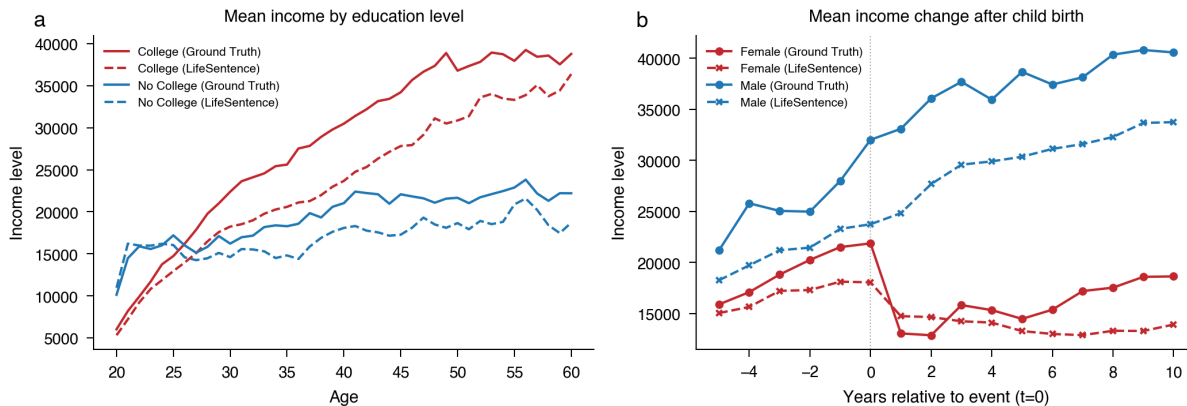 a
Mean income by education level
College (Ground Truth)
College (LifeSentence)
No College (Ground Truth)
No College (LifeSentence)
40000
35000
30000
25000
20000
15000
10000
5000
Income level
20 25 30 35 40 45 50 55 60
Age
b
Mean income change after child birth
Female (Ground Truth)
Female (LifeSentence)
Male (Ground Truth)
Male (LifeSentence)
40000
35000
30000
25000
20000
15000
Income level
−4 −2 0 2 4 6 8 10
Years relative to event (t=0)